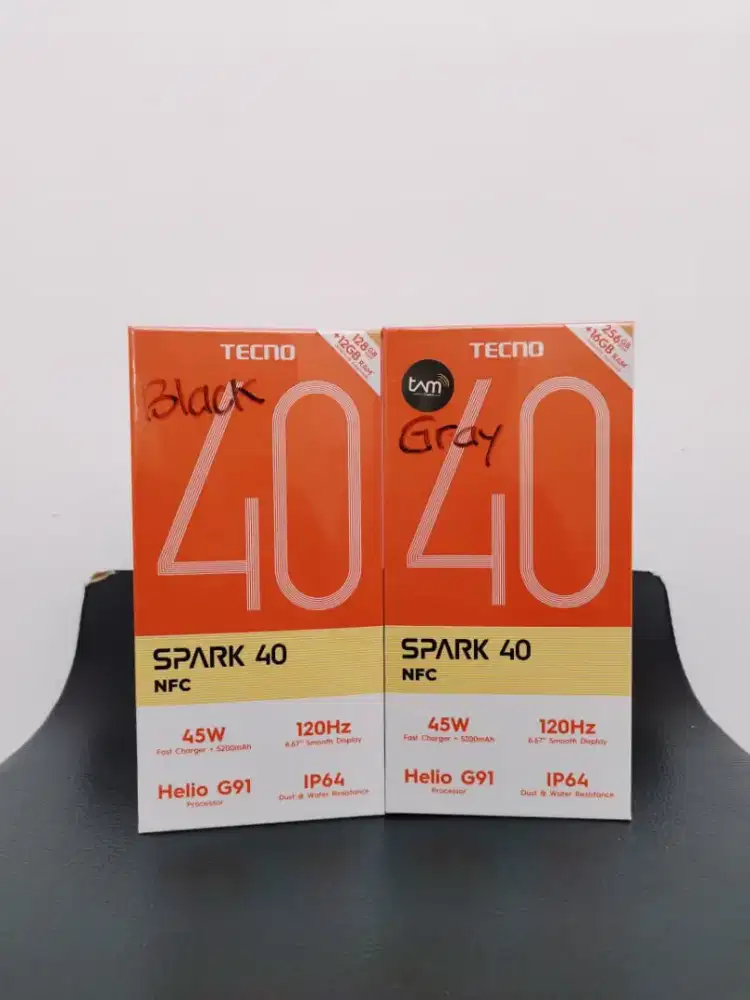 TECNO
128GB
+12GB RAM
Black
40
SPARK 40
NFC
45W
Fast Charger + 5200mAh
120Hz
6.67" Smooth Display
Helio G91
Processor
IP64
Dust & Water Resistance
TECNO
256GB
+16GB RAM
tam
Gray
40
SPARK 40
NFC
45W
Fast Charger + 5200mAh
120Hz
6.67" Smooth Display
Helio G91
Processor
IP64
Dust & Water Resistance